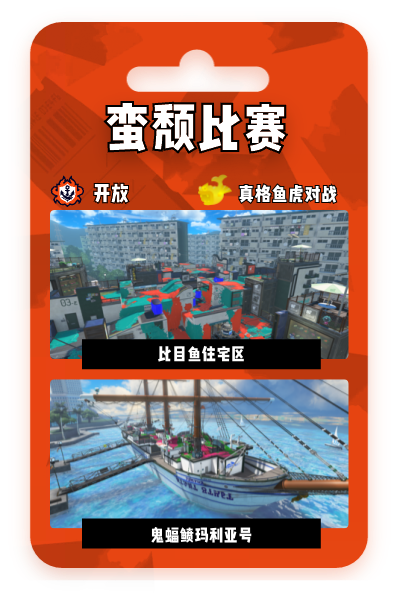 蛮颓比赛
开放
真格鱼虎对战
03-c
比目鱼住宅区
鬼蝠鲼玛利亚号